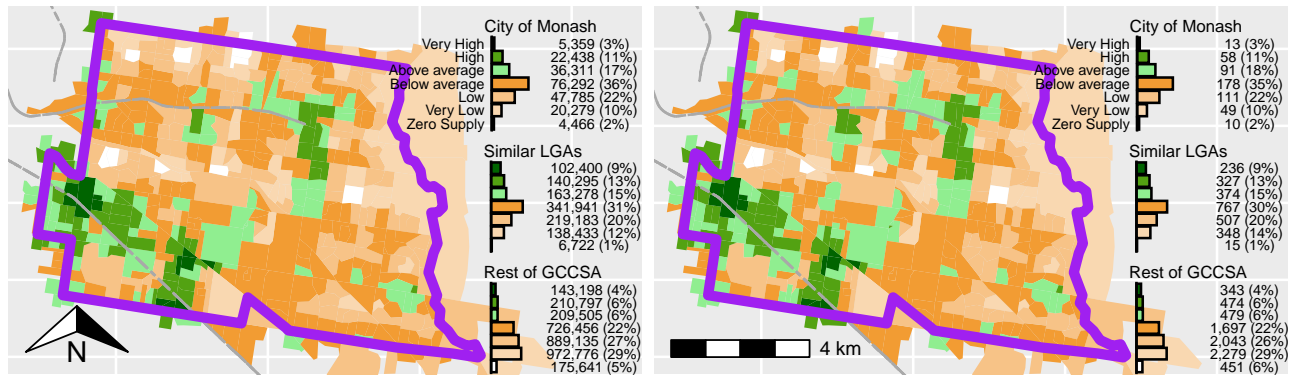 City of Monash
Very High 5,359 (3%)
High 22,438 (11%)
Above average 36,311 (17%)
Below average 76,292 (36%)
Low 47,785 (22%)
Very Low 20,279 (10%)
Zero Supply 4,466 (2%)
Similar LGAs
102,400 (9%)
140,295 (13%)
163,278 (15%)
341,941 (31%)
219,183 (20%)
138,433 (12%)
6,722 (1%)
Rest of GCCSA
143,198 (4%)
210,797 (6%)
209,505 (6%)
726,456 (22%)
889,135 (27%)
972,776 (29%)
175,641 (5%)
N
City of Monash
Very High 13 (3%)
High 58 (11%)
Above average 91 (18%)
Below average 178 (35%)
Low 111 (22%)
Very Low 49 (10%)
Zero Supply 10 (2%)
Similar LGAs
236 (9%)
327 (13%)
374 (15%)
767 (30%)
507 (20%)
348 (14%)
15 (1%)
Rest of GCCSA
343 (4%)
474 (6%)
479 (6%)
1,697 (22%)
2,043 (26%)
2,279 (29%)
451 (6%)
4 km